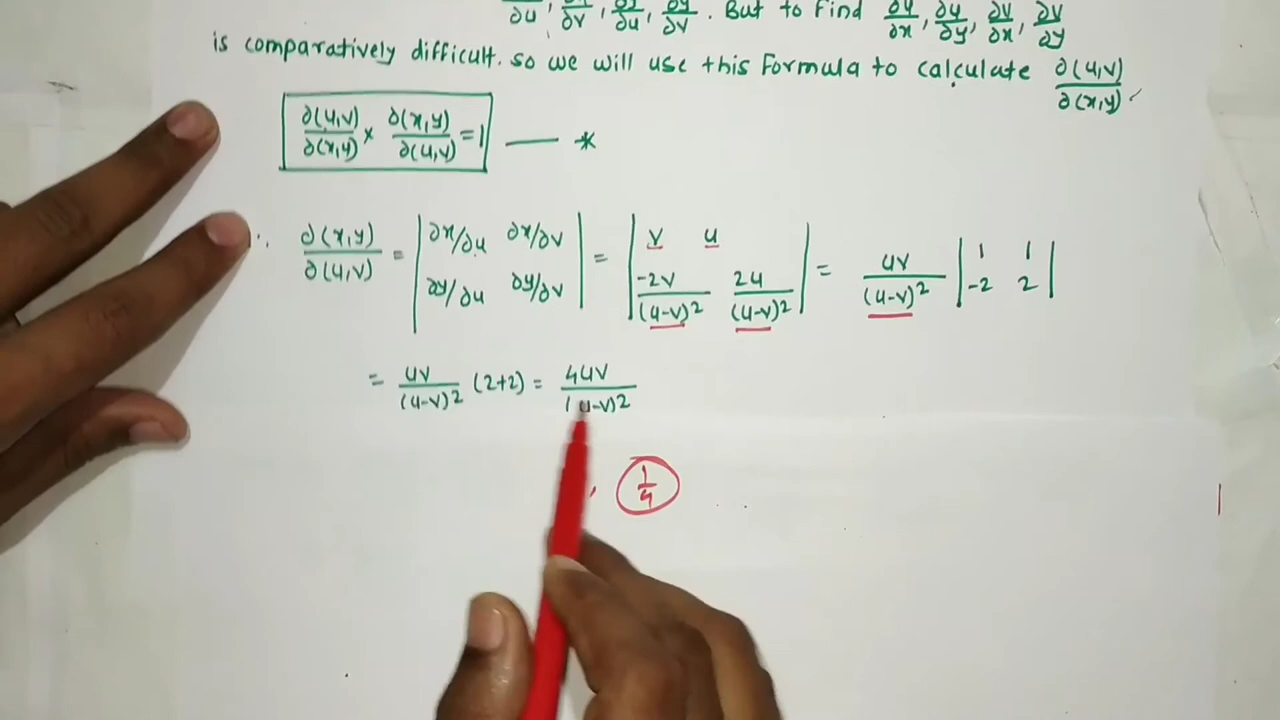 ∂u, ∂v, ∂u, ∂v. But to find ∂u/∂x, ∂u/∂y, ∂v/∂x, ∂v/∂y
is comparatively difficult. so we will use this Formula to calculate ∂(u,v)/∂(x,y)
∂(u,v)/∂(x,y) × ∂(x,y)/∂(u,v) = 1 — *
∴ ∂(x,y)/∂(u,v) = |∂x/∂u ∂x/∂v; ∂y/∂u ∂y/∂v| = |v u; -2v/(u-v)² 2u/(u-v)²| = uv/(u-v)² |1 1; -2 2|
= uv/(u-v)² (2+2) = 4uv/(u-v)²
, 1/4